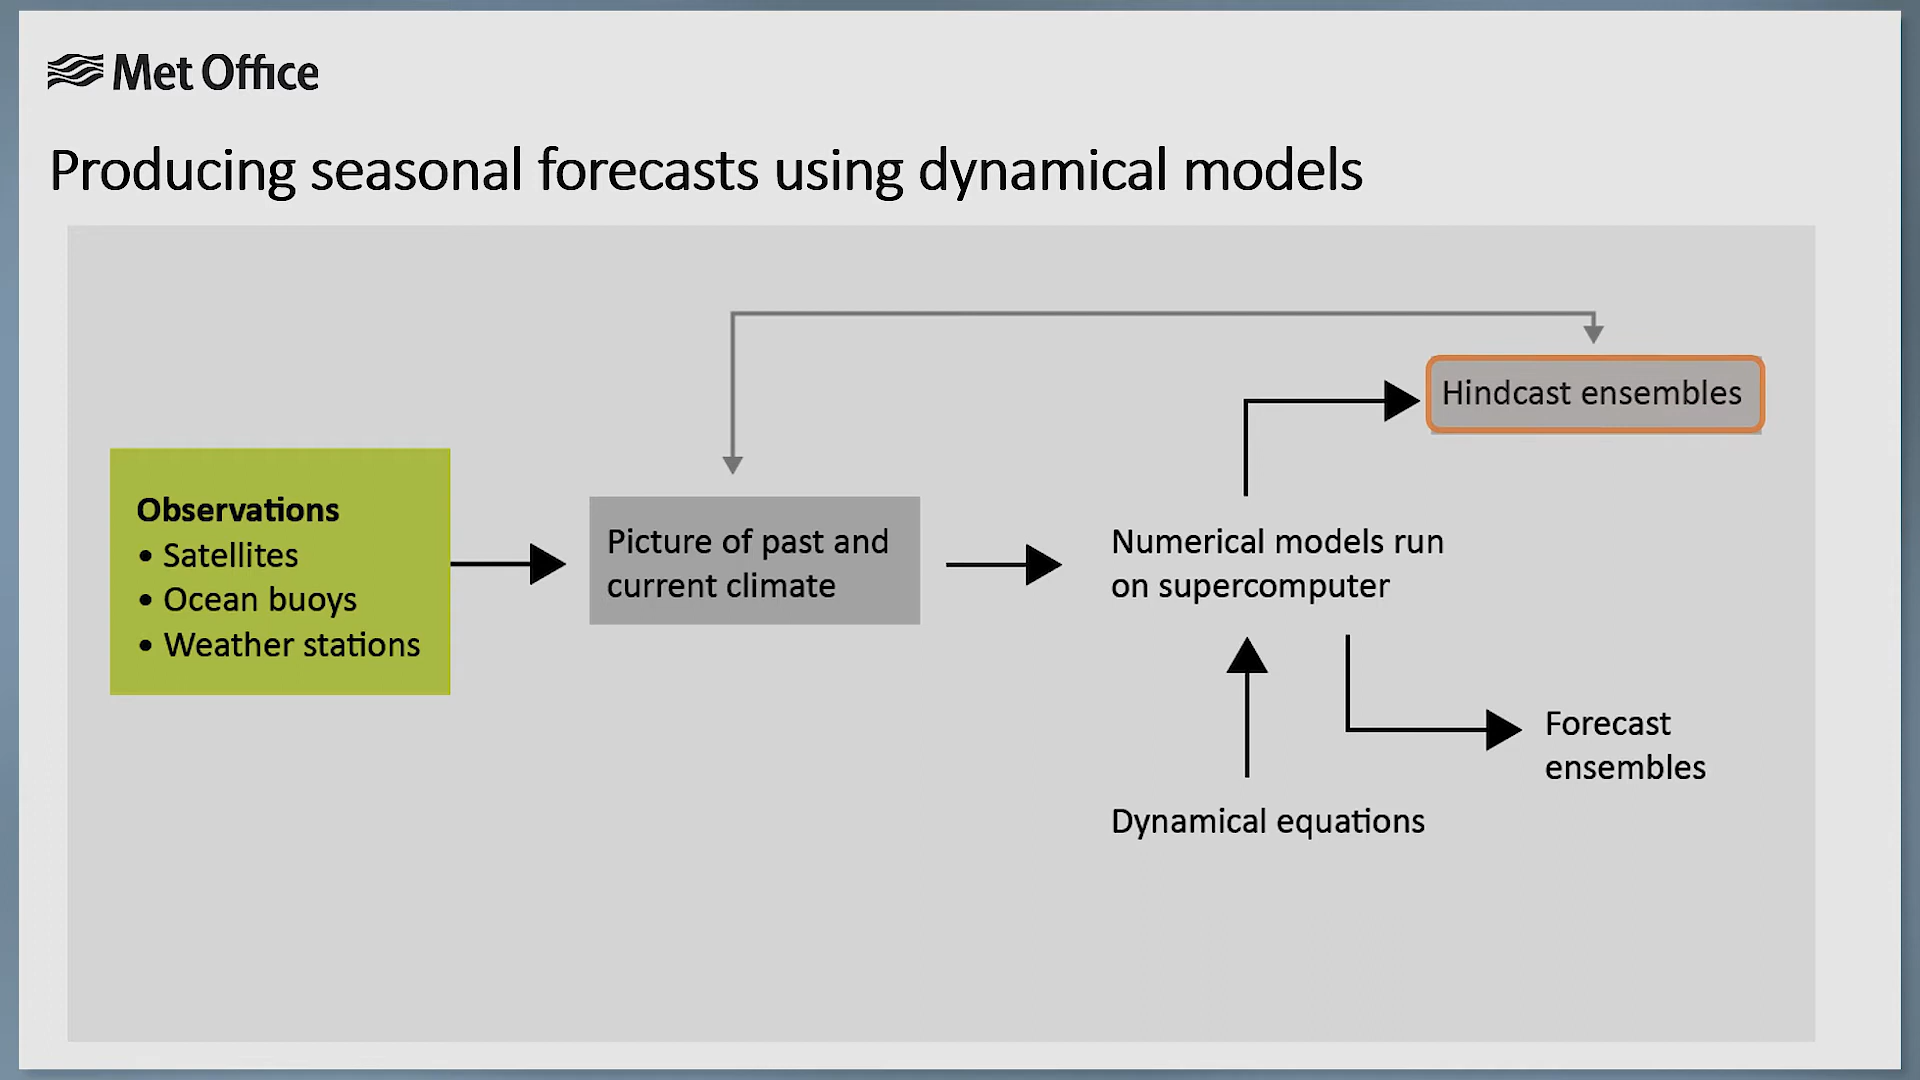 Met Office
Producing seasonal forecasts using dynamical models
Hindcast ensembles
Observations
• Satellites
• Ocean buoys
• Weather stations
Picture of past and
current climate
Numerical models run
on supercomputer
Forecast
ensembles
Dynamical equations